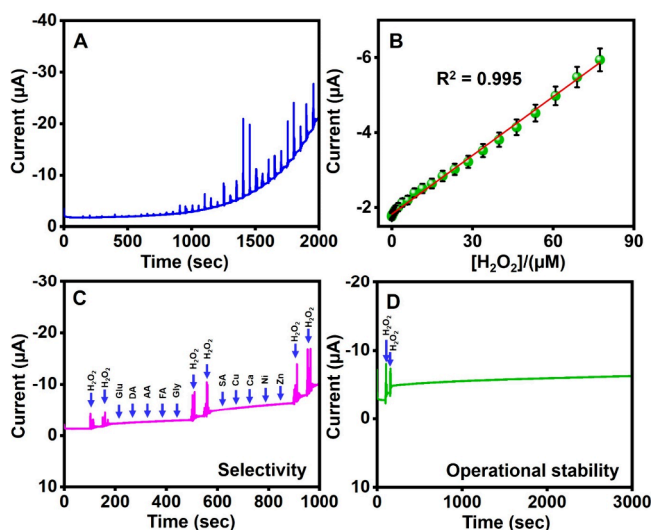 A
Current (µA)
-40
-30
-20
-10
0
0
500
1000
1500
2000
Time (sec)
B
R² = 0.995
Current (µA)
-6
-4
-2
0
30
60
90
[H₂O₂]/(µM)
C
Current (µA)
-30
-20
-10
0
10
H₂O₂
H₂O₂
Glu
DA
AA
FA
Gly
H₂O₂
H₂O₂
SA
Cu
Ca
Ni
Zn
H₂O₂
H₂O₂
Selectivity
0
200
400
600
800
1000
Time (sec)
D
Current (µA)
-20
-10
0
10
H₂O₂
H₂O₂
Operational stability
0
1000
2000
3000
Time (sec)